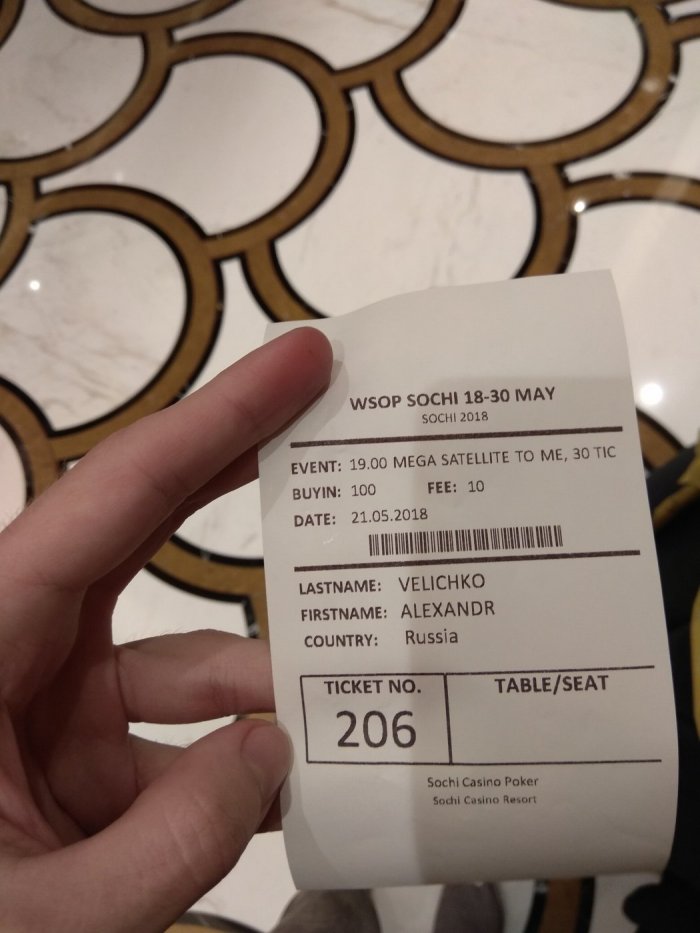 WSOP SOCHI 18-30 MAY
SOCHI 2018
EVENT: 19.00 MEGA SATELLITE TO ME, 30 TIC
BUYIN: 100 FEE: 10
DATE: 21.05.2018
LASTNAME: VELICHKO
FIRSTNAME: ALEXANDR
COUNTRY: Russia
TICKET NO. TABLE/SEAT
206
Sochi Casino Poker
Sochi Casino Resort